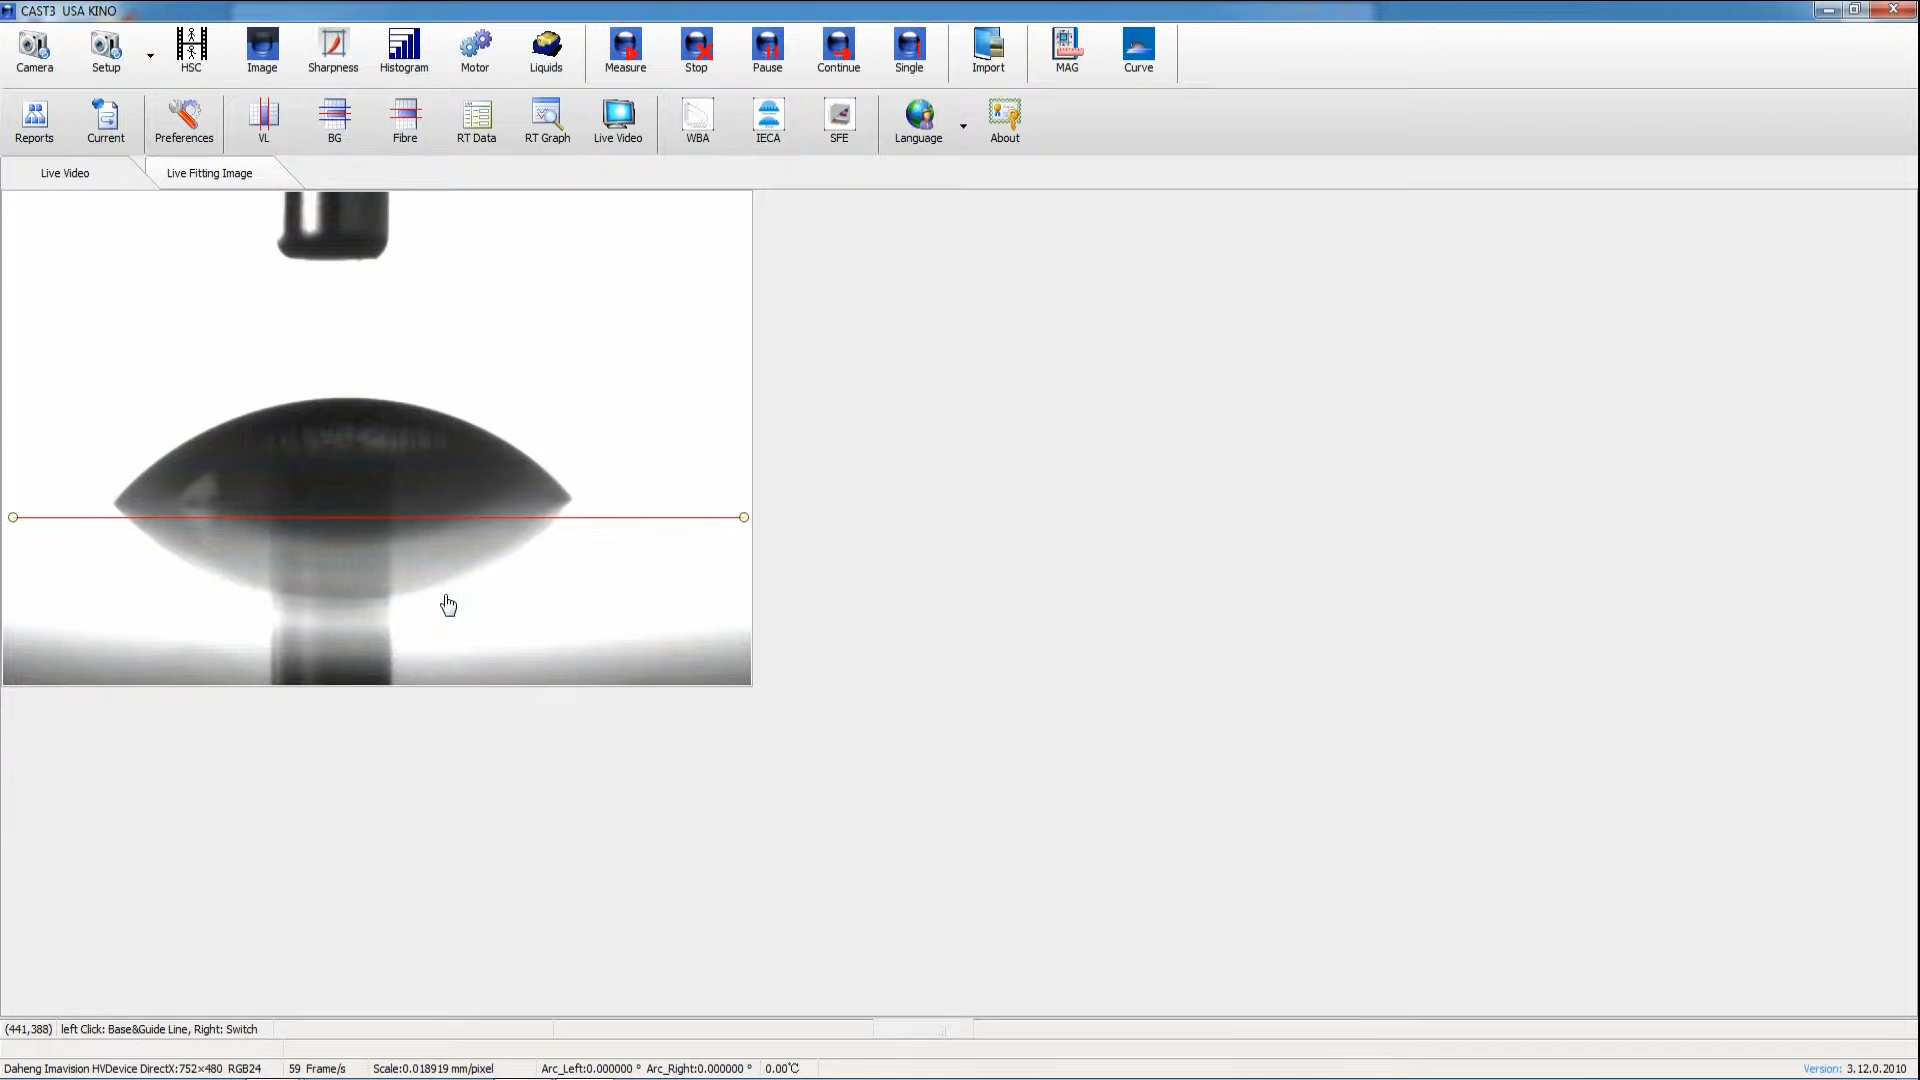 CAST3  USA KINO
Camera Setup HSC Image Sharpness Histogram Motor Liquids Measure Stop Pause Continue Single Import MAG Curve
Reports Current Preferences VL BG Fibre RT Data RT Graph Live Video WBA IECA SFE Language About
Live Video Live Fitting Image
(441,388) left Click: Base&Guide Line, Right: Switch
Daheng Imavision HVDevice DirectX:752×480 RGB24 59 Frame/s Scale:0.018919 mm/pixel Arc_Left:0.000000 ° Arc_Right:0.000000 ° 0.00℃ Version: 3.12.0.2010